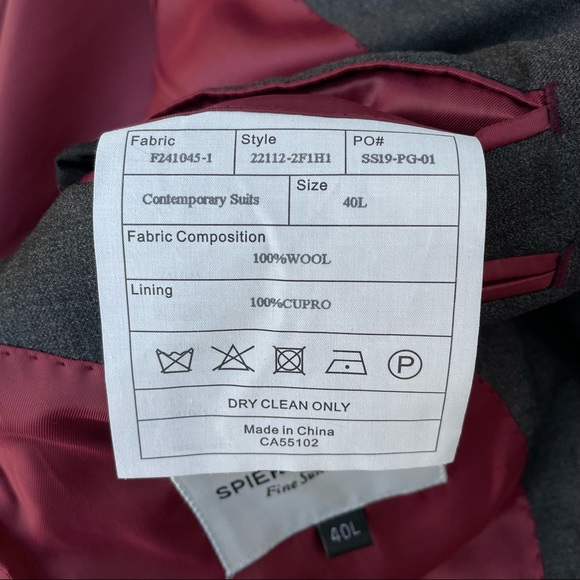 Fabric Style PO#
F241045-1 22112-2F1H1 SS19-PG-01
Contemporary Suits Size 40L
Fabric Composition
100%WOOL
Lining
100%CUPRO
P
DRY CLEAN ONLY
Made in China
CA55102
Fine
40L